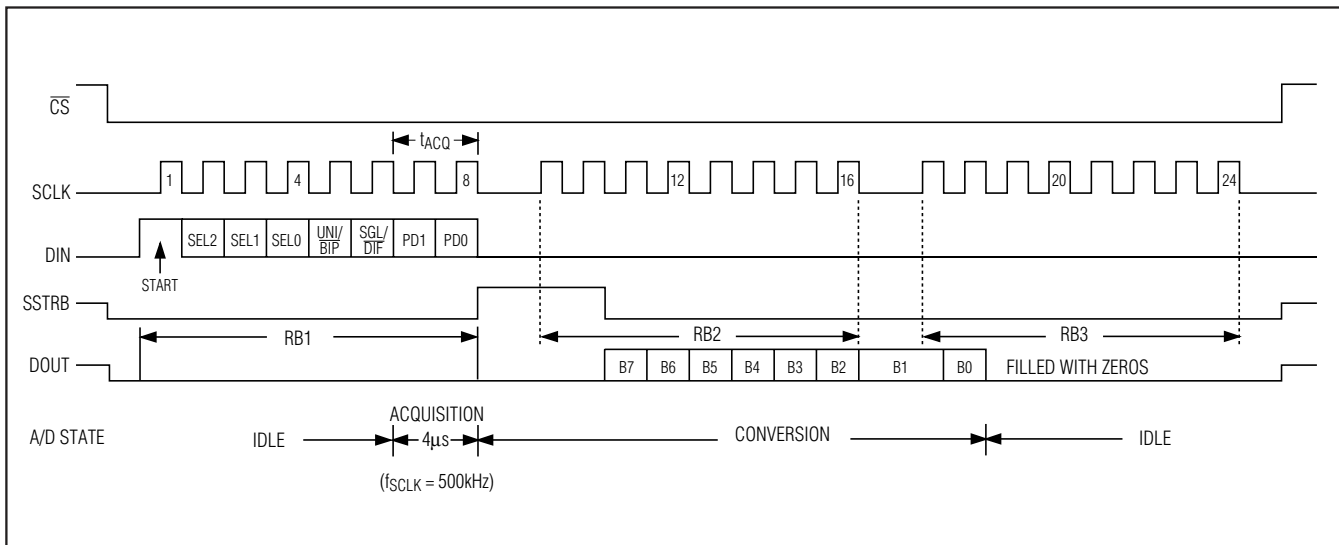 CS
tACQ
SCLK 1 4 8 12 16 20 24
DIN SEL2 SEL1 SEL0 UNI/BIP SGL/DIF PD1 PD0
START
SSTRB
RB1 RB2 RB3
DOUT B7 B6 B5 B4 B3 B2 B1 B0 FILLED WITH ZEROS
ACQUISITION
A/D STATE IDLE 4µs CONVERSION IDLE
(fSCLK = 500kHz)